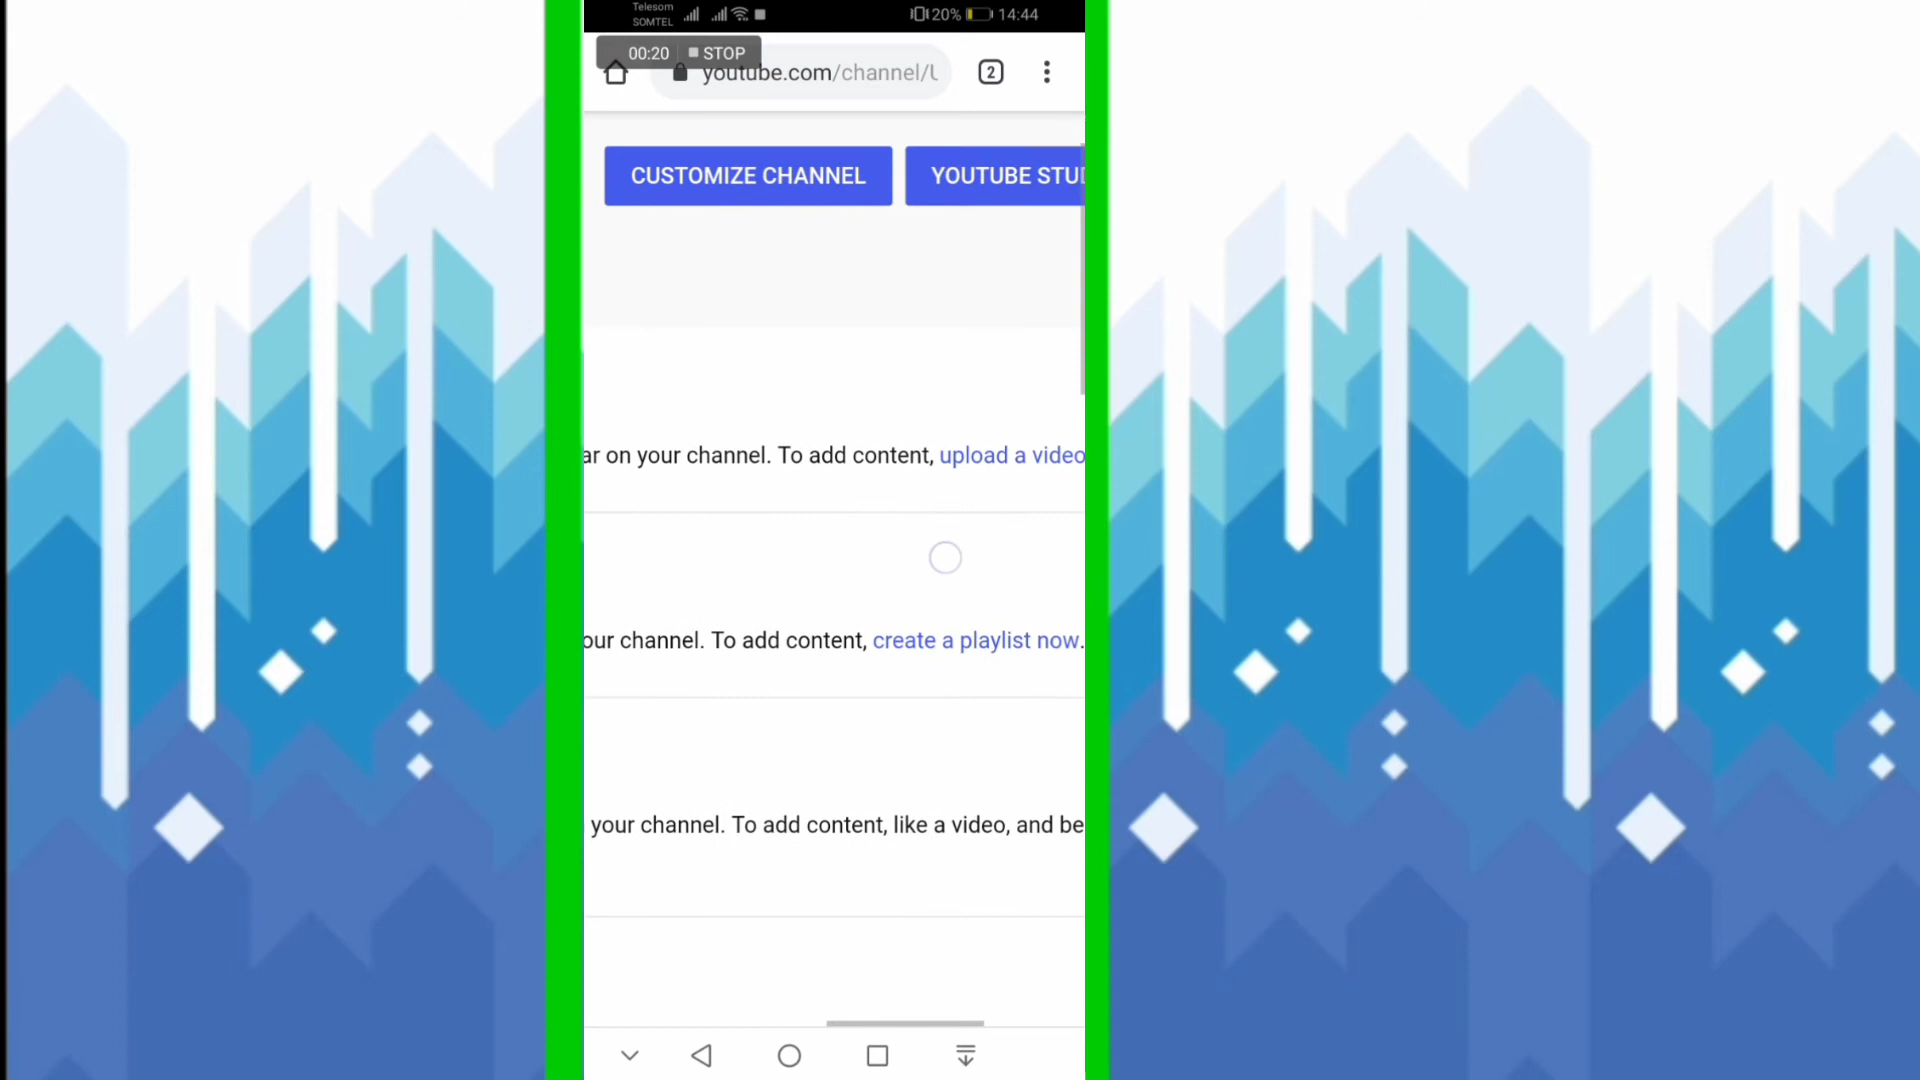 Telesom
SOMTEL
20%
14:44
00:20
STOP
youtube.com/channel/U
2
CUSTOMIZE CHANNEL
YOUTUBE STU
ar on your channel. To add content, upload a video
our channel. To add content, create a playlist now.
your channel. To add content, like a video, and be